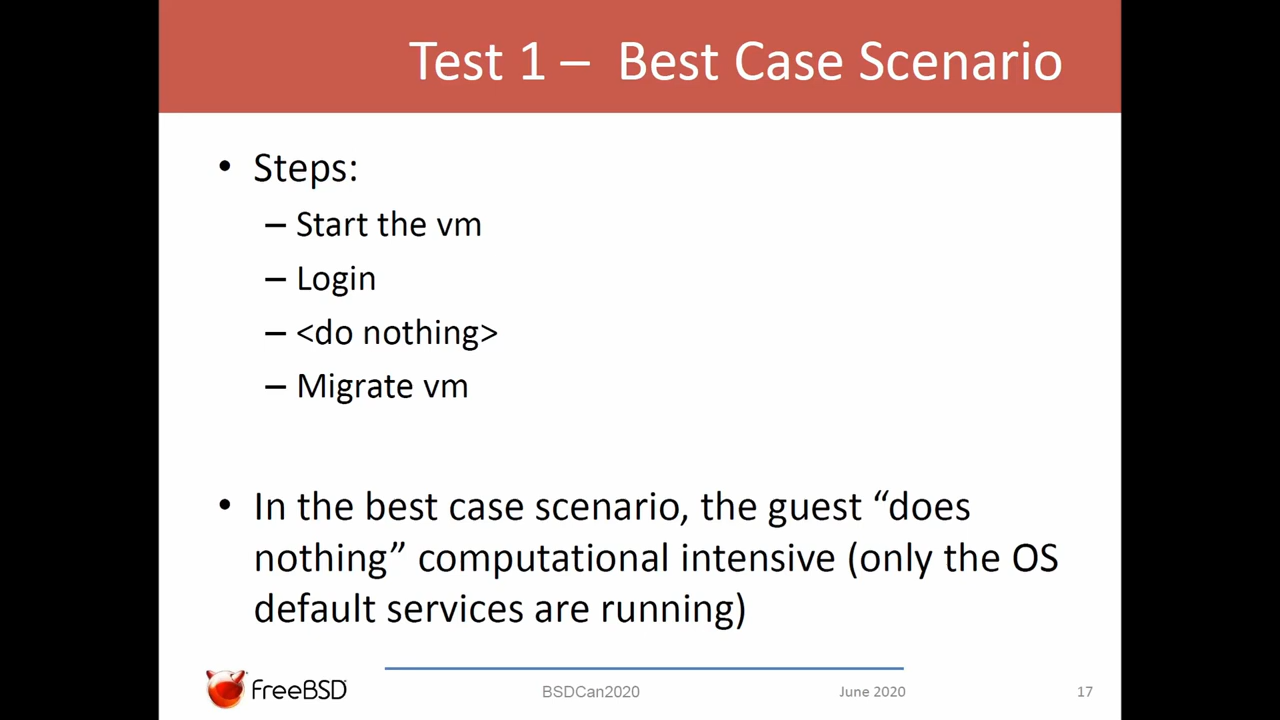 Test 1 – Best Case Scenario
• Steps:
– Start the vm
– Login
– <do nothing>
– Migrate vm
• In the best case scenario, the guest “does
nothing” computational intensive (only the OS
default services are running)
FreeBSD
BSDCan2020
June 2020
17